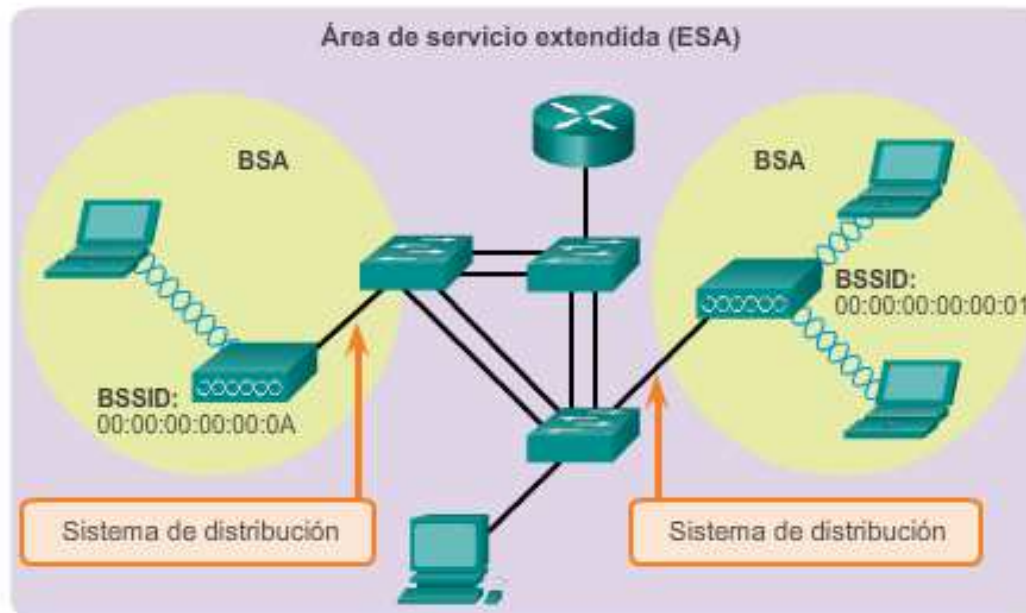 Área de servicio extendida (ESA)
BSA
BSA
BSSID:
00:00:00:00:00:01
BSSID:
00:00:00:00:00:0A
Sistema de distribución
Sistema de distribución